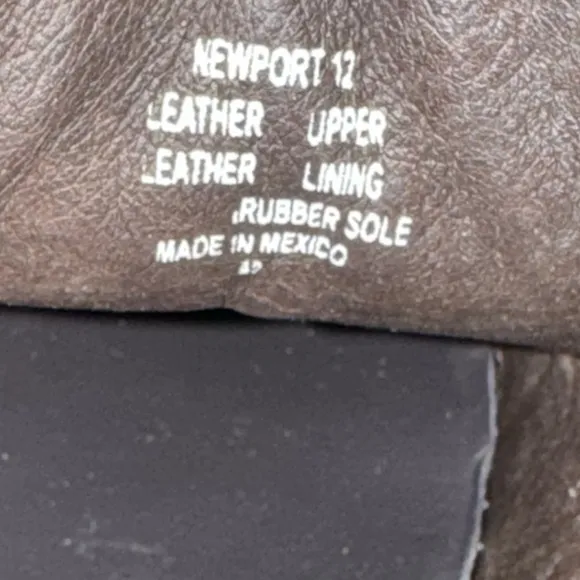 NEWPORT 12
LEATHER UPPER
LEATHER LINING
RUBBER SOLE
MADE IN MEXICO